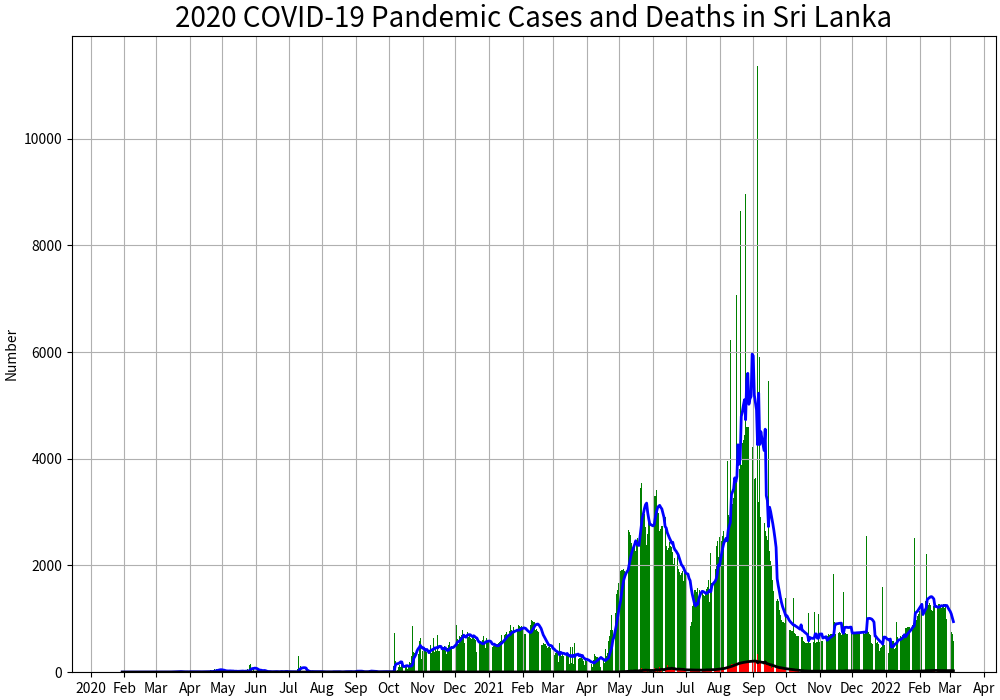 2020 COVID-19 Pandemic Cases and Deaths in Sri Lanka
Number
10000
8000
6000
4000
2000
0
2020 Feb Mar Apr May Jun Jul Aug Sep Oct Nov Dec 2021 Feb Mar Apr May Jun Jul Aug Sep Oct Nov Dec 2022 Feb Mar Apr